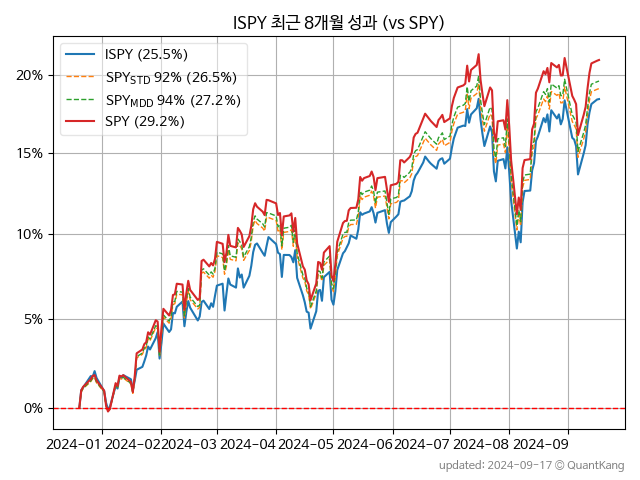 ISPY 최근 8개월 성과 (vs SPY)
ISPY (25.5%)
SPY_STD 92% (26.5%)
SPY_MDD 94% (27.2%)
SPY (29.2%)
20%
15%
10%
5%
0%
2024-01 2024-02 2024-03 2024-04 2024-05 2024-06 2024-07 2024-08 2024-09
updated: 2024-09-17 © QuantKang